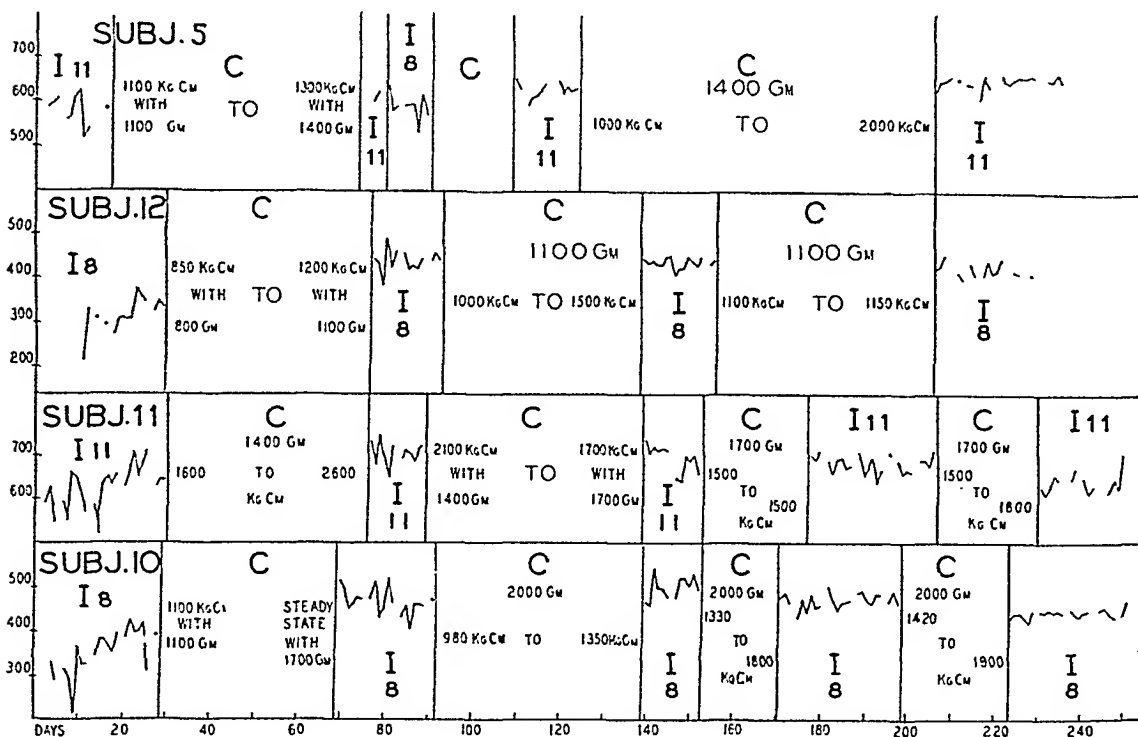 SUBJ. 5
700
600
500
I 11
C
1100 KG CM
WITH
1100 GM
TO
1300 KG CM
WITH
1400 GM
I
11
I
8
C
I
11
C
1400 GM
1000 KG CM
TO
2000 KG CM
I
11
SUBJ. 12
500
400
300
200
I 8
C
850 KG CM
WITH
800 GM
TO
1200 KG CM
WITH
1100 GM
I
8
C
1100 GM
1000 KG CM TO 1500 KG CM
I
8
C
1100 GM
1100 KG CM TO 1150 KG CM
I
8
SUBJ. 11
700
600
I 11
C
1400 GM
1600 TO 2600
KG CM
I
11
C
2100 KG CM
WITH
1400 GM
TO
1700 KG CM
WITH
1700 GM
I
11
C
1700 GM
1500
TO
1500
KG CM
I 11
C
1700 GM
1500
TO
1800
KG CM
I 11
SUBJ. 10
500
400
300
I 8
C
1100 KG CM
WITH
1100 GM
STEADY
STATE
WITH
1700 GM
I
8
C
2000 GM
980 KG CM TO 1350 KG CM
I
8
C
2000 GM
1330
TO
1800
KG CM
I
8
C
2000 GM
1420
TO
1900
KG CM
I
8
DAYS 20 40 60 80 100 120 140 160 180 200 220 240